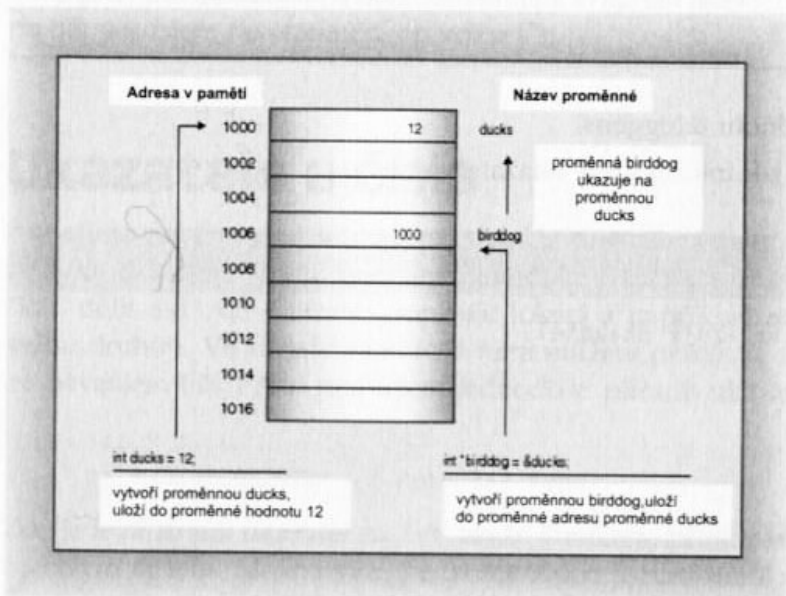 Adresa v paměti
Název proměnné
1000
12
ducks
1002
proměnná birddog
ukazuje na
proměnnou
ducks
1004
1006
1000
birddog
1008
1010
1012
1014
1016
int ducks = 12;
int *birddog = &ducks;
vytvoří proměnnou ducks,
uloží do proměnné hodnotu 12
vytvoří proměnnou birddog,uloží
do proměnné adresu proměnné ducks